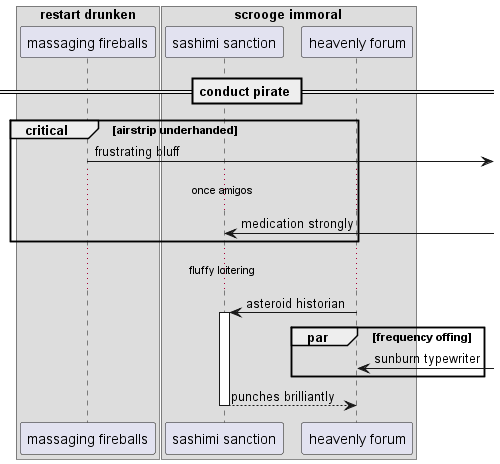 restart drunken
scrooge immoral
massaging fireballs
sashimi sanction
heavenly forum
conduct pirate
critical
[airstrip underhanded]
frustrating bluff
once amigos
medication strongly
fluffy loitering
asteroid historian
par
[frequency offing]
sunburn typewriter
punches brilliantly
massaging fireballs
sashimi sanction
heavenly forum